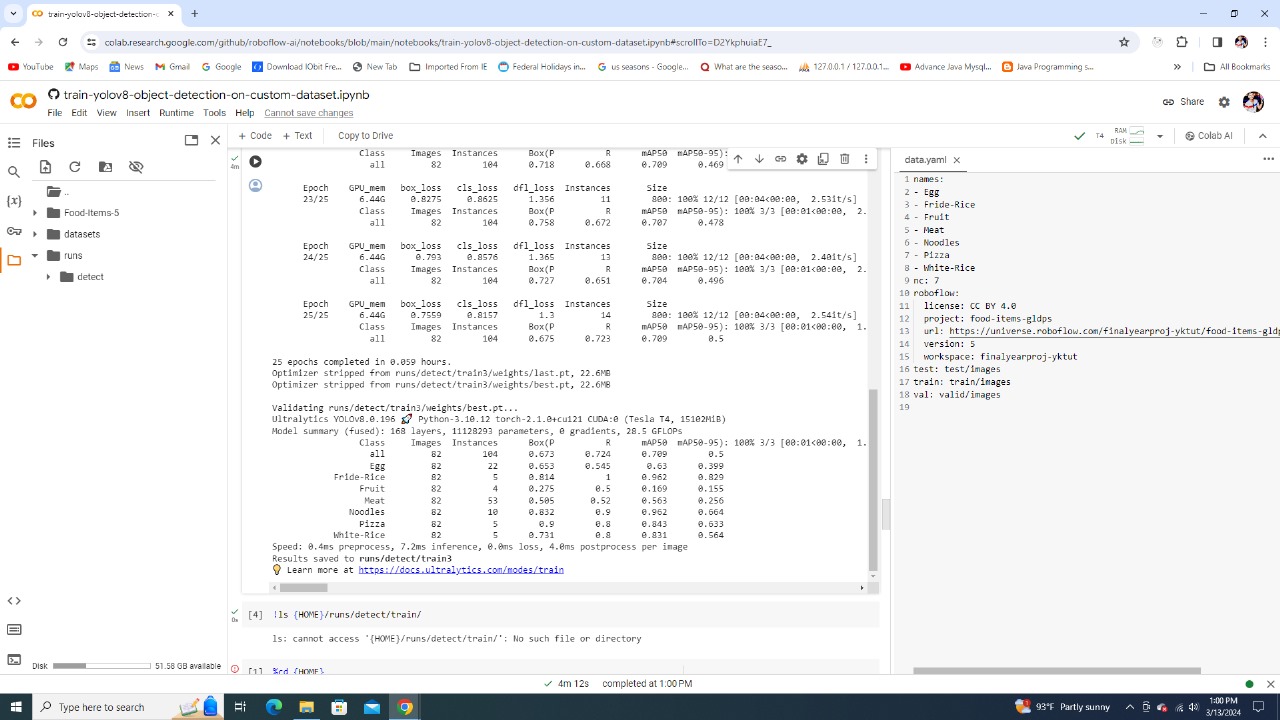 train-yolov8-object-detection-c
colab.research.google.com/github/roboflow-ai/notebooks/blob/main/notebooks/train-yolov8-object-detection-on-custom-dataset.ipynb#scrollTo=D2YkphuiaE7_
YouTube Maps News Gmail Google Download IObit Fre... New Tab Imported From IE Federal Holidays in... us seasons - Google... What are the seaso... 127.0.0.1 / 127.0.0.1... Advance Java Mysql... Java Programming s... » All Bookmarks
train-yolov8-object-detection-on-custom-dataset.ipynb
File Edit View Insert Runtime Tools Help Cannot save changes
Share
+ Code + Text Copy to Drive
T4 RAM Disk Colab AI
Files
..
Food-Items-5
datasets
runs
detect
Disk 51.58 GB available
4m
Class Images Instances Box(P R mAP50 mAP50-95)
all 82 104 0.718 0.668 0.709 0.469
Epoch GPU_mem box_loss cls_loss dfl_loss Instances Size
23/25 6.44G 0.8275 0.8625 1.356 11 800: 100% 12/12 [00:04<00:00, 2.53it/s]
Class Images Instances Box(P R mAP50 mAP50-95): 100% 3/3 [00:01<00:00, 2.
all 82 104 0.758 0.672 0.707 0.478
Epoch GPU_mem box_loss cls_loss dfl_loss Instances Size
24/25 6.44G 0.793 0.8576 1.365 13 800: 100% 12/12 [00:04<00:00, 2.40it/s]
Class Images Instances Box(P R mAP50 mAP50-95): 100% 3/3 [00:01<00:00, 2.
all 82 104 0.727 0.651 0.704 0.496
Epoch GPU_mem box_loss cls_loss dfl_loss Instances Size
25/25 6.44G 0.7559 0.8157 1.3 14 800: 100% 12/12 [00:04<00:00, 2.54it/s]
Class Images Instances Box(P R mAP50 mAP50-95): 100% 3/3 [00:01<00:00, 1.
all 82 104 0.675 0.723 0.709 0.5
25 epochs completed in 0.059 hours.
Optimizer stripped from runs/detect/train3/weights/last.pt, 22.6MB
Optimizer stripped from runs/detect/train3/weights/best.pt, 22.6MB
Validating runs/detect/train3/weights/best.pt...
Ultralytics YOLOv8.0.196 🚀 Python-3.10.12 torch-2.1.0+cu121 CUDA:0 (Tesla T4, 15102MiB)
Model summary (fused): 168 layers, 11128293 parameters, 0 gradients, 28.5 GFLOPs
Class Images Instances Box(P R mAP50 mAP50-95): 100% 3/3 [00:01<00:00, 1.
all 82 104 0.673 0.724 0.709 0.5
Egg 82 22 0.653 0.545 0.63 0.399
Fride-Rice 82 5 0.814 1 0.962 0.829
Fruit 82 4 0.275 0.5 0.169 0.155
Meat 82 53 0.505 0.52 0.563 0.256
Noodles 82 10 0.832 0.9 0.962 0.664
Pizza 82 5 0.9 0.8 0.843 0.633
White-Rice 82 5 0.731 0.8 0.831 0.564
Speed: 0.4ms preprocess, 7.2ms inference, 0.0ms loss, 4.0ms postprocess per image
Results saved to runs/detect/train3
💡 Learn more at https://docs.ultralytics.com/modes/train
[4] !ls {HOME}/runs/detect/train/
0s
ls: cannot access '{HOME}/runs/detect/train/': No such file or directory
[1] %cd {HOME}
data.yaml
1 names:
2 - Egg
3 - Fride-Rice
4 - Fruit
5 - Meat
6 - Noodles
7 - Pizza
8 - White-Rice
9 nc: 7
10 roboflow:
11 license: CC BY 4.0
12 project: food-items-gldps
13 url: https://universe.roboflow.com/finalyearproj-yktut/food-items-gldp
14 version: 5
15 workspace: finalyearproj-yktut
16 test: test/images
17 train: train/images
18 val: valid/images
19
4m 12s completed at 1:00 PM
Type here to search
93°F Partly sunny
1:00 PM
3/13/2024